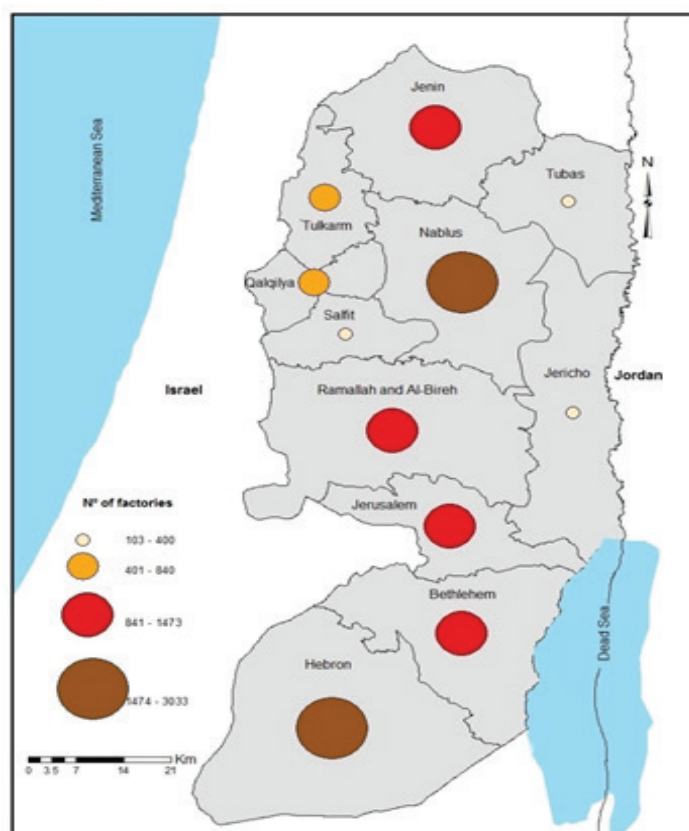 Mediterranean Sea
Jenin
Tubas
N
Tulkarm
Nablus
Qalqilya
Salfit
Jericho
Jordan
Israel
Ramallah and Al-Bireh
Nº of factories
103 - 400
401 - 840
841 - 1473
1474 - 3033
Jerusalem
Bethlehem
Dead Sea
Hebron
Km
0 3.5 7 14 21